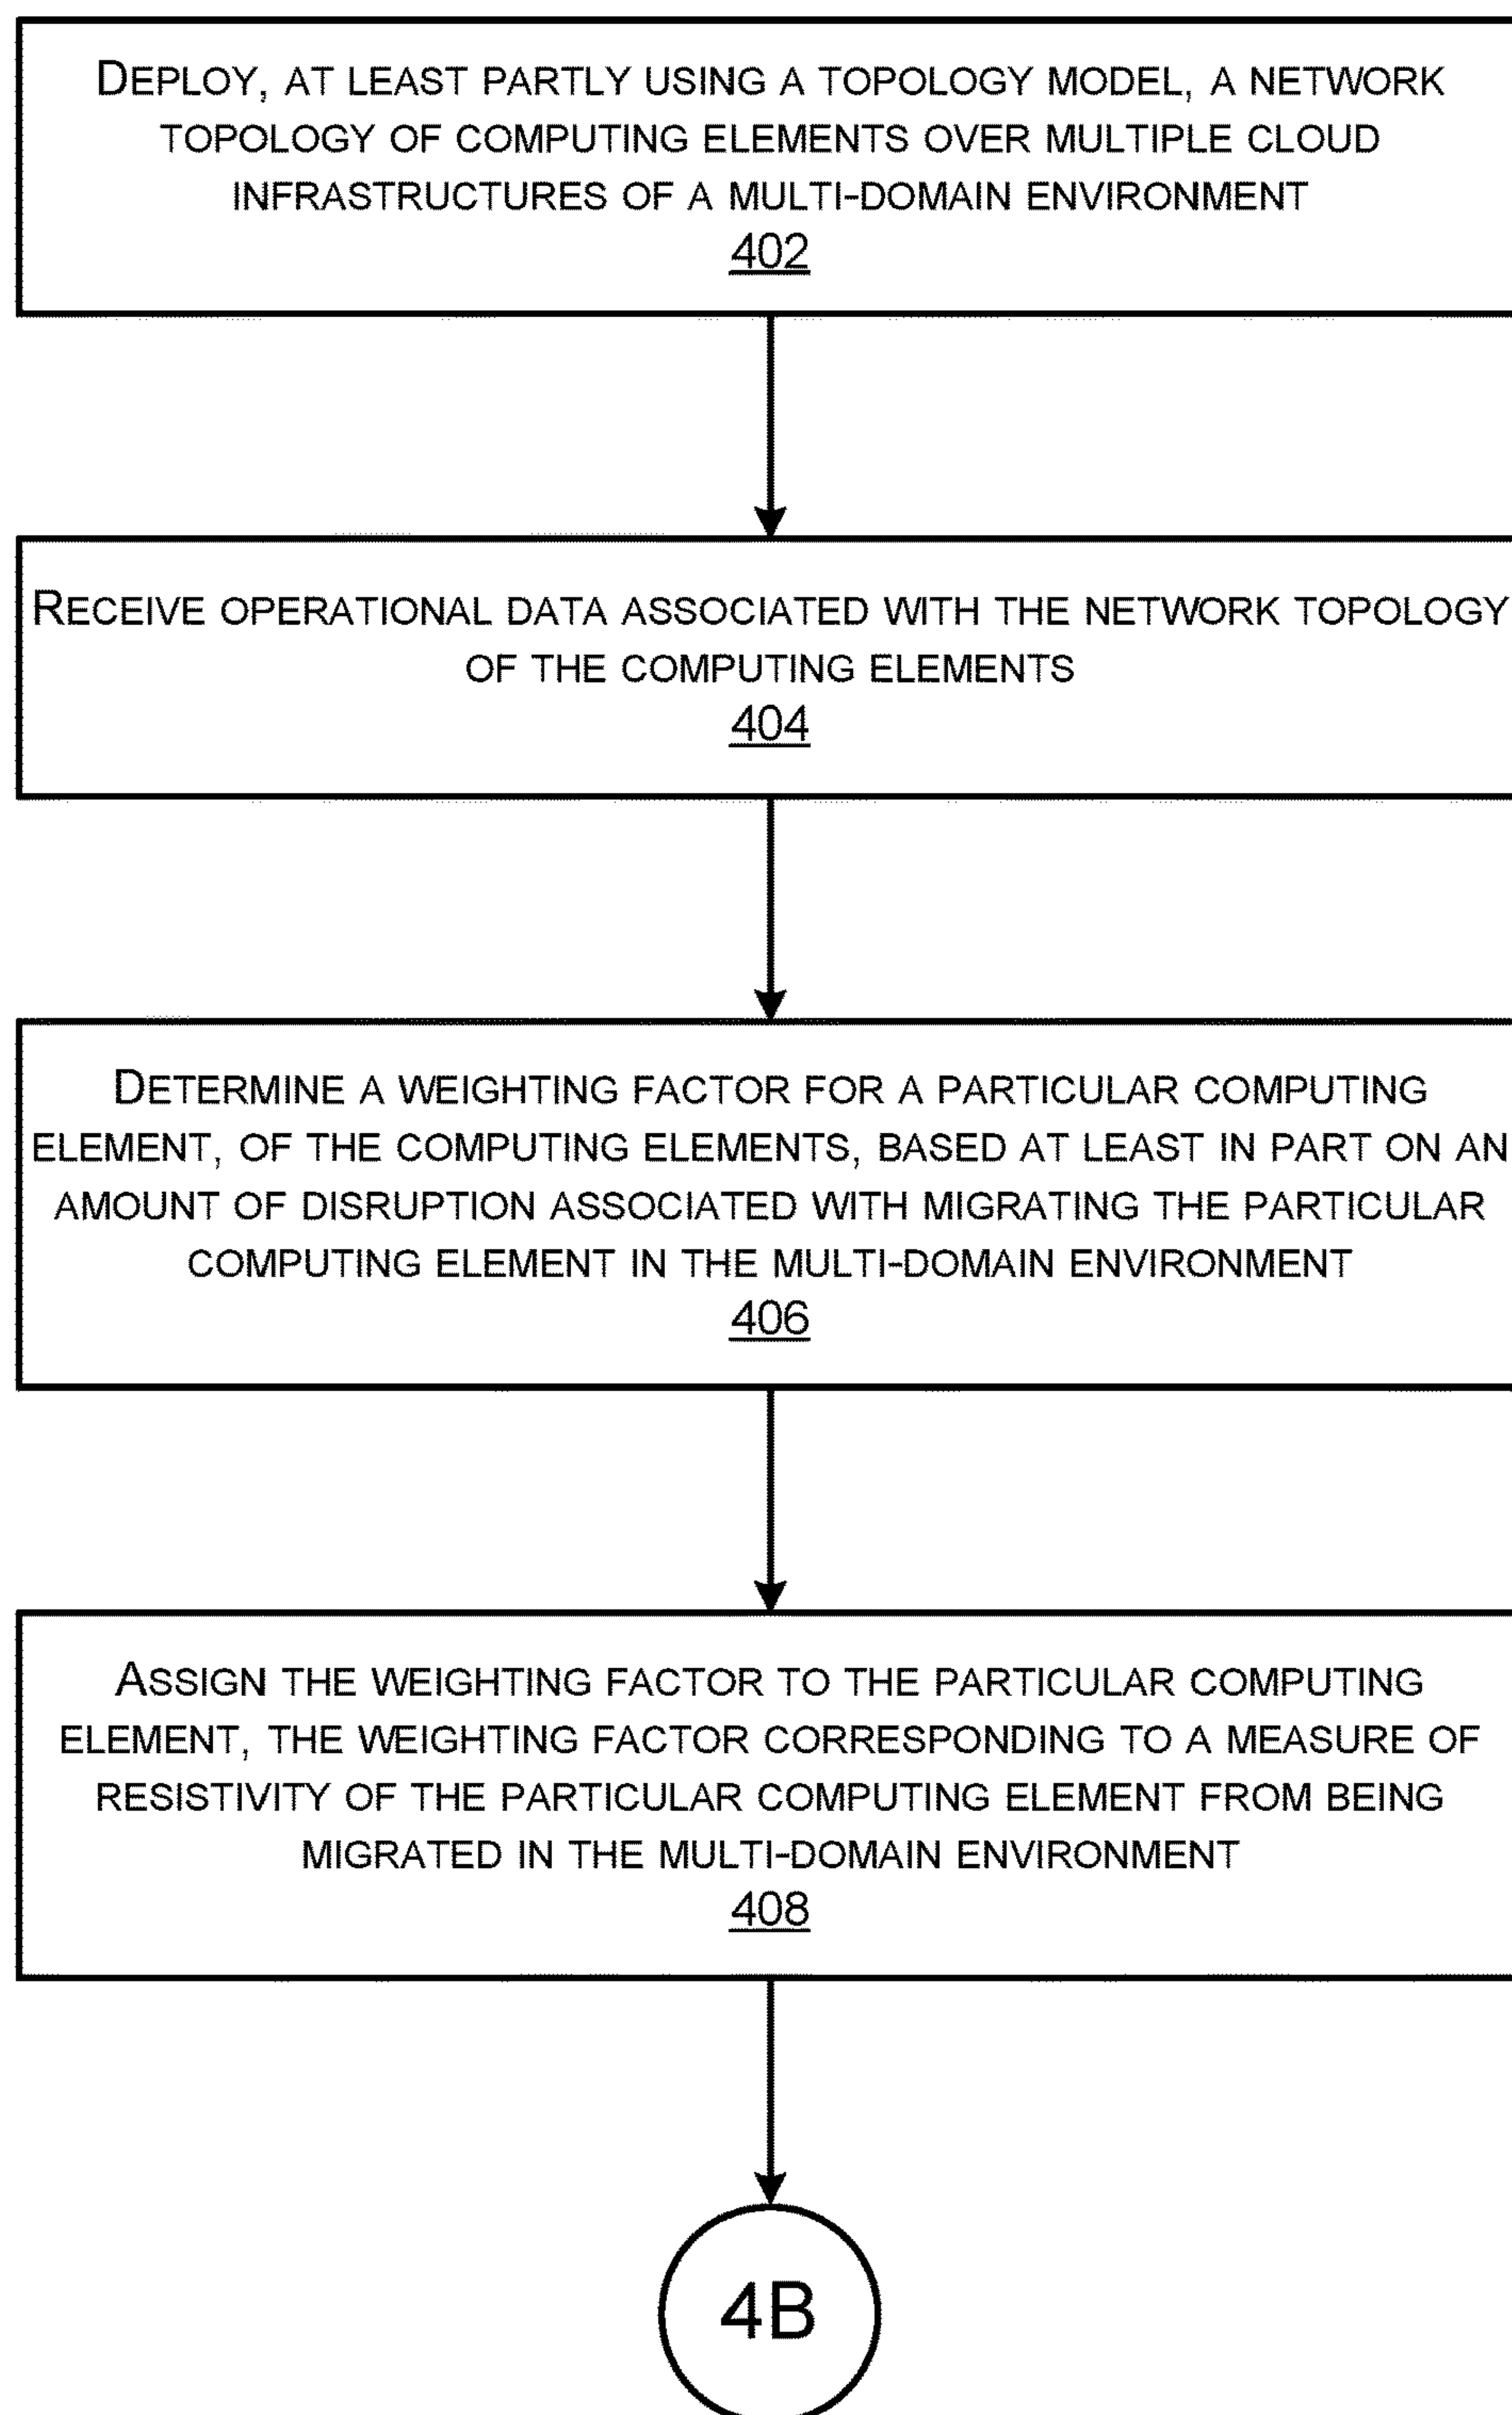 DEPLOY, AT LEAST PARTLY USING A TOPOLOGY MODEL, A NETWORK
TOPOLOGY OF COMPUTING ELEMENTS OVER MULTIPLE CLOUD
INFRASTRUCTURES OF A MULTI-DOMAIN ENVIRONMENT
402
RECEIVE OPERATIONAL DATA ASSOCIATED WITH THE NETWORK TOPOLOGY
OF THE COMPUTING ELEMENTS
404
DETERMINE A WEIGHTING FACTOR FOR A PARTICULAR COMPUTING
ELEMENT, OF THE COMPUTING ELEMENTS, BASED AT LEAST IN PART ON AN
AMOUNT OF DISRUPTION ASSOCIATED WITH MIGRATING THE PARTICULAR
COMPUTING ELEMENT IN THE MULTI-DOMAIN ENVIRONMENT
406
ASSIGN THE WEIGHTING FACTOR TO THE PARTICULAR COMPUTING
ELEMENT, THE WEIGHTING FACTOR CORRESPONDING TO A MEASURE OF
RESISTIVITY OF THE PARTICULAR COMPUTING ELEMENT FROM BEING
MIGRATED IN THE MULTI-DOMAIN ENVIRONMENT
408
4B